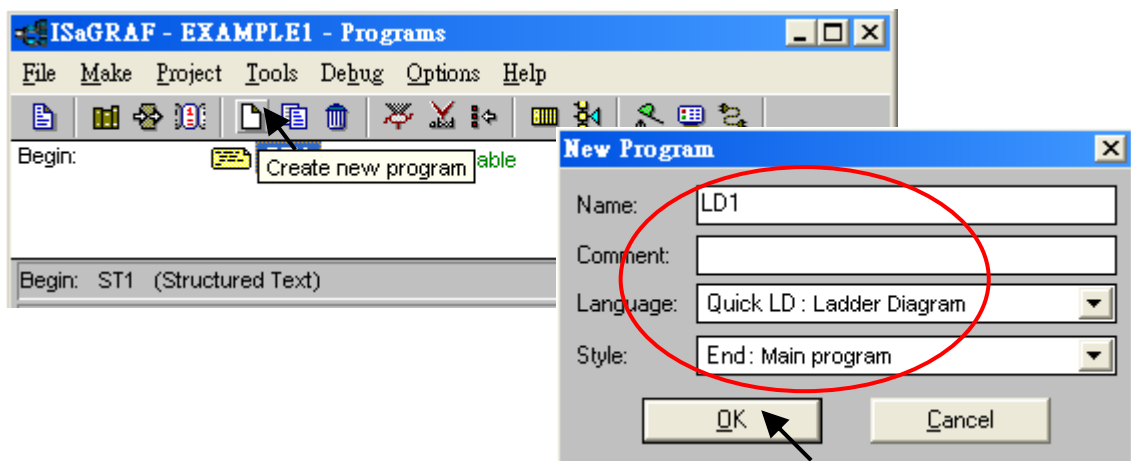 ISaGRAF - EXAMPLE1 - Programs
File Make Project Tools Debug Options Help
Begin:
able
Create new program
Begin: ST1 (Structured Text)
New Program
Name: LD1
Comment:
Language: Quick LD : Ladder Diagram
Style: End : Main program
OK Cancel